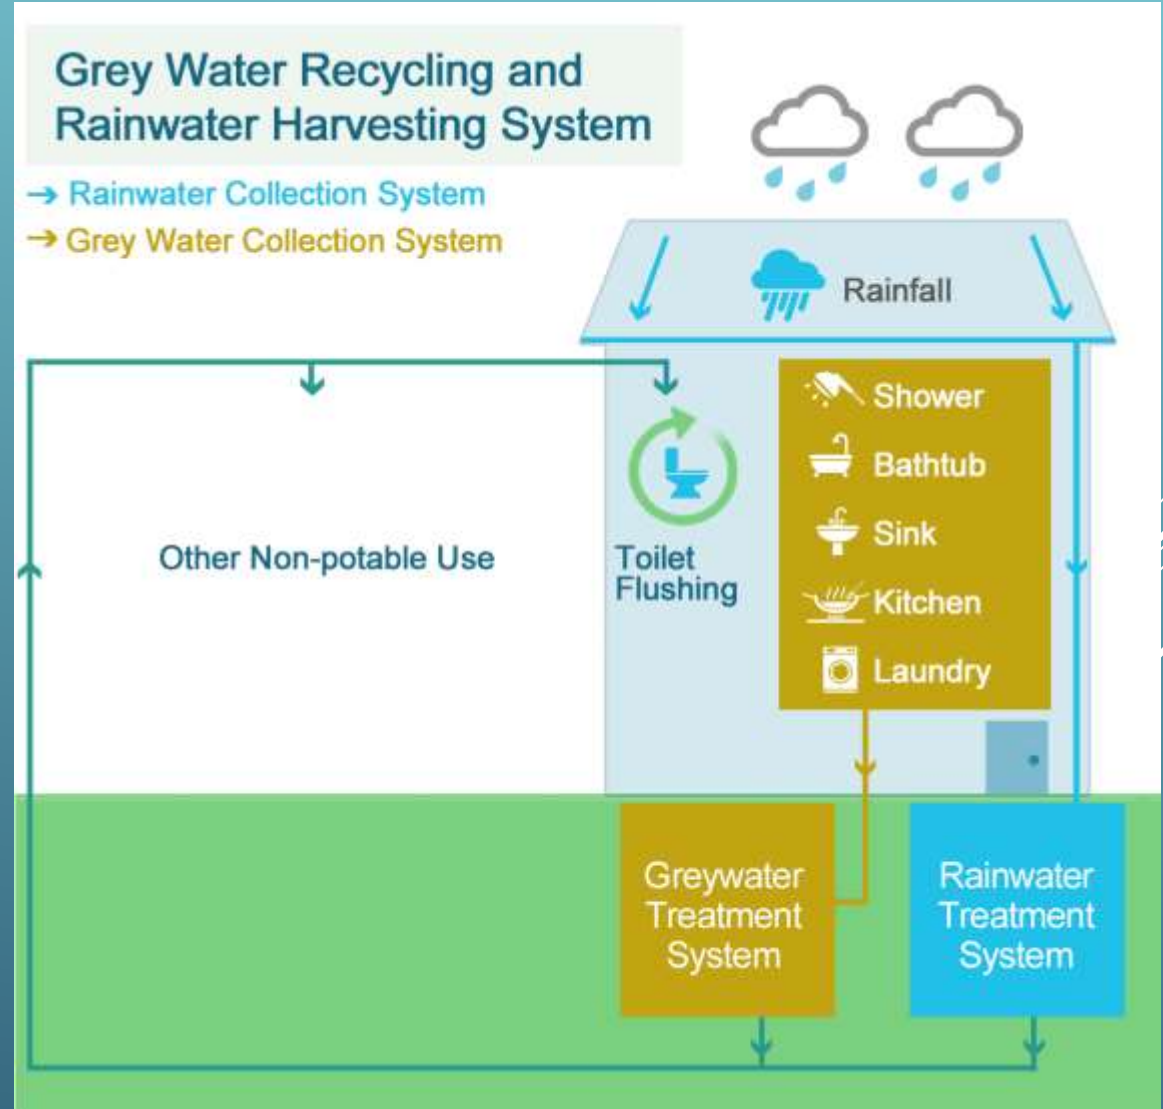 Grey Water Recycling and
Rainwater Harvesting System
→ Rainwater Collection System
→ Grey Water Collection System
Rainfall
Shower
Bathtub
Sink
Kitchen
Laundry
Other Non-potable Use
Toilet
Flushing
Greywater
Treatment
System
Rainwater
Treatment
System